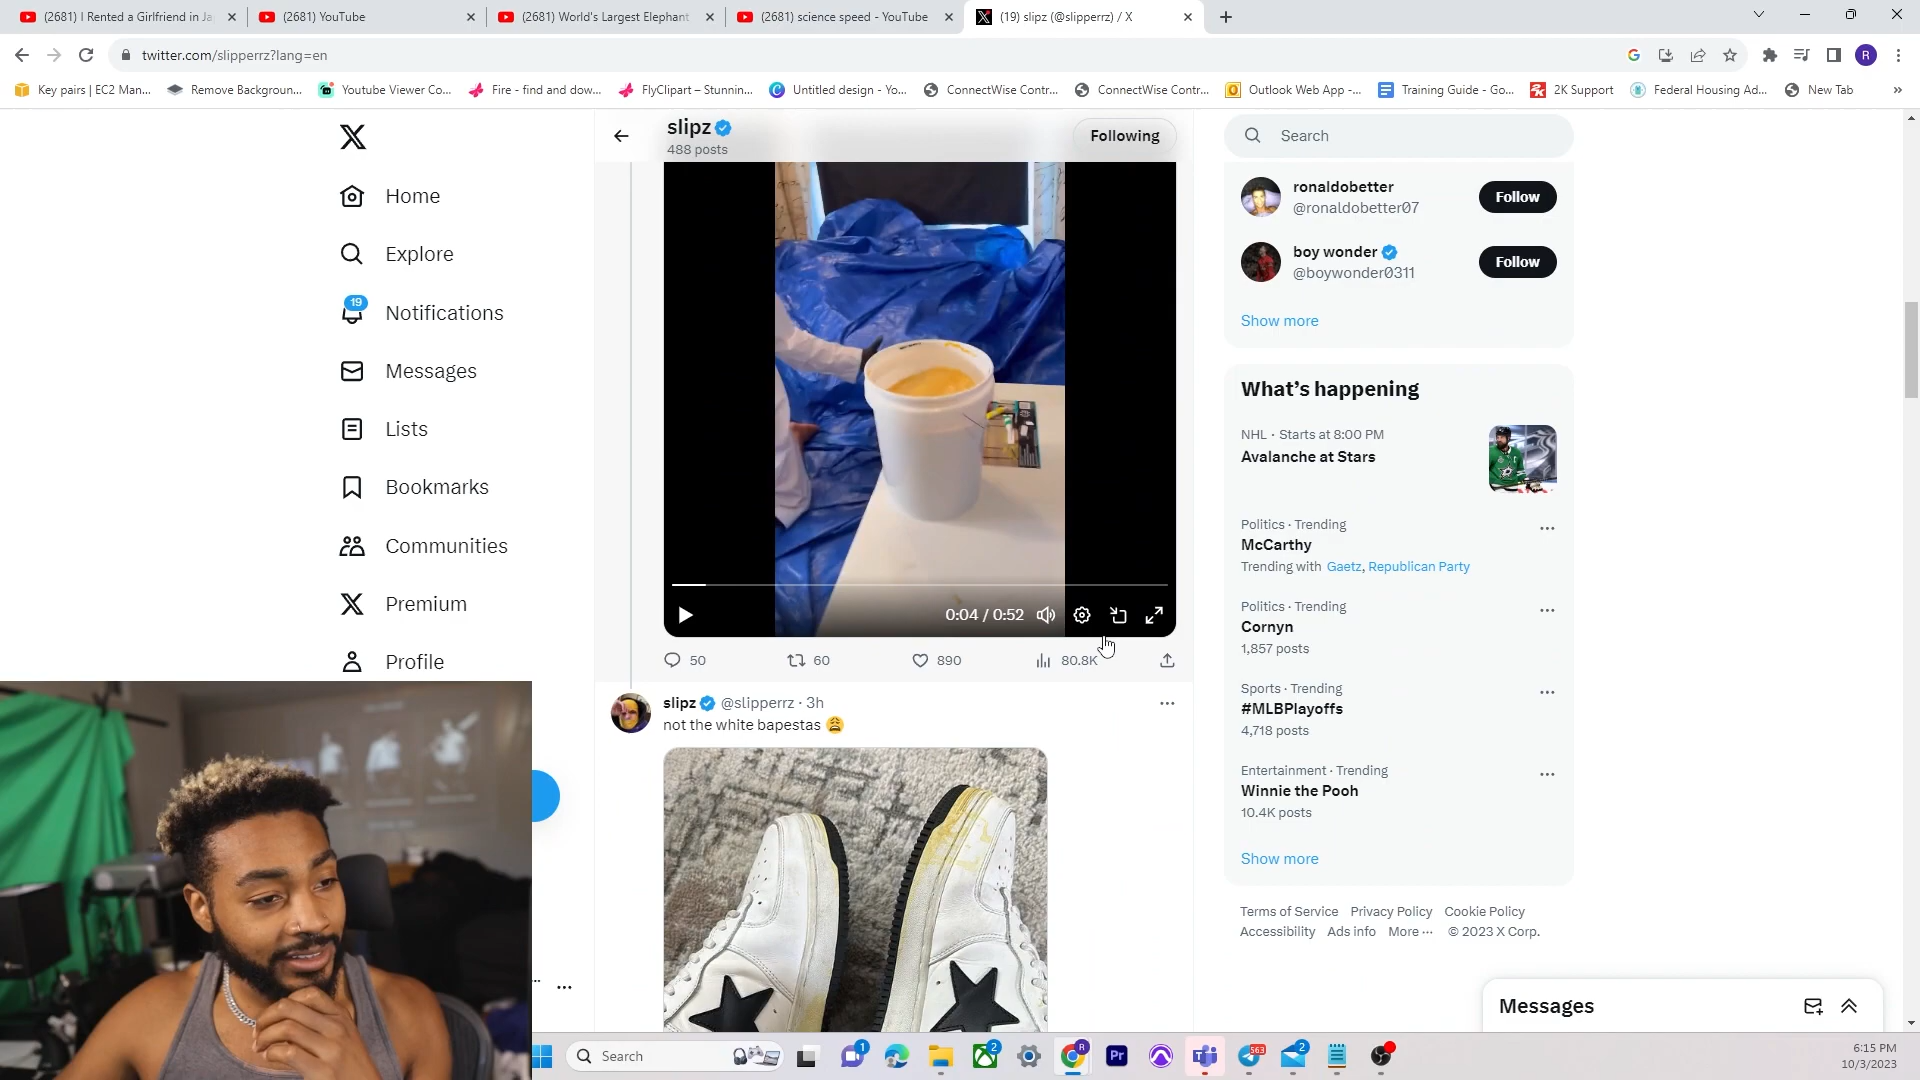 (2681) I Rented a Girlfriend in Ja
(2681) YouTube
(2681) World's Largest Elephant
(2681) science speed - YouTube
(19) slipz (@slipperrz) / X
twitter.com/slipperrz?lang=en
R
Key pairs | EC2 Man...
Remove Backgroun...
Youtube Viewer Co...
Fire - find and dow...
FlyClipart – Stunnin...
Untitled design - Yo...
ConnectWise Contr...
ConnectWise Contr...
Outlook Web App -...
Training Guide - Go...
2K Support
Federal Housing Ad...
New Tab
Home
Explore
19
Notifications
Messages
Lists
Bookmarks
Communities
Premium
Profile
slipz
488 posts
Following
0:04 / 0:52
50
60
890
80.8K
slipz @slipperrz · 3h
not the white bapestas 😩
Search
ronaldobetter
@ronaldobetter07
Follow
boy wonder
@boywonder0311
Follow
Show more
What’s happening
NHL · Starts at 8:00 PM
Avalanche at Stars
Politics · Trending
McCarthy
Trending with Gaetz, Republican Party
Politics · Trending
Cornyn
1,857 posts
Sports · Trending
#MLBPlayoffs
4,718 posts
Entertainment · Trending
Winnie the Pooh
10.4K posts
Show more
Terms of Service Privacy Policy Cookie Policy
Accessibility Ads info More ··· © 2023 X Corp.
Messages
Search
1
2
R
Pr
563
2
6:15 PM
10/3/2023